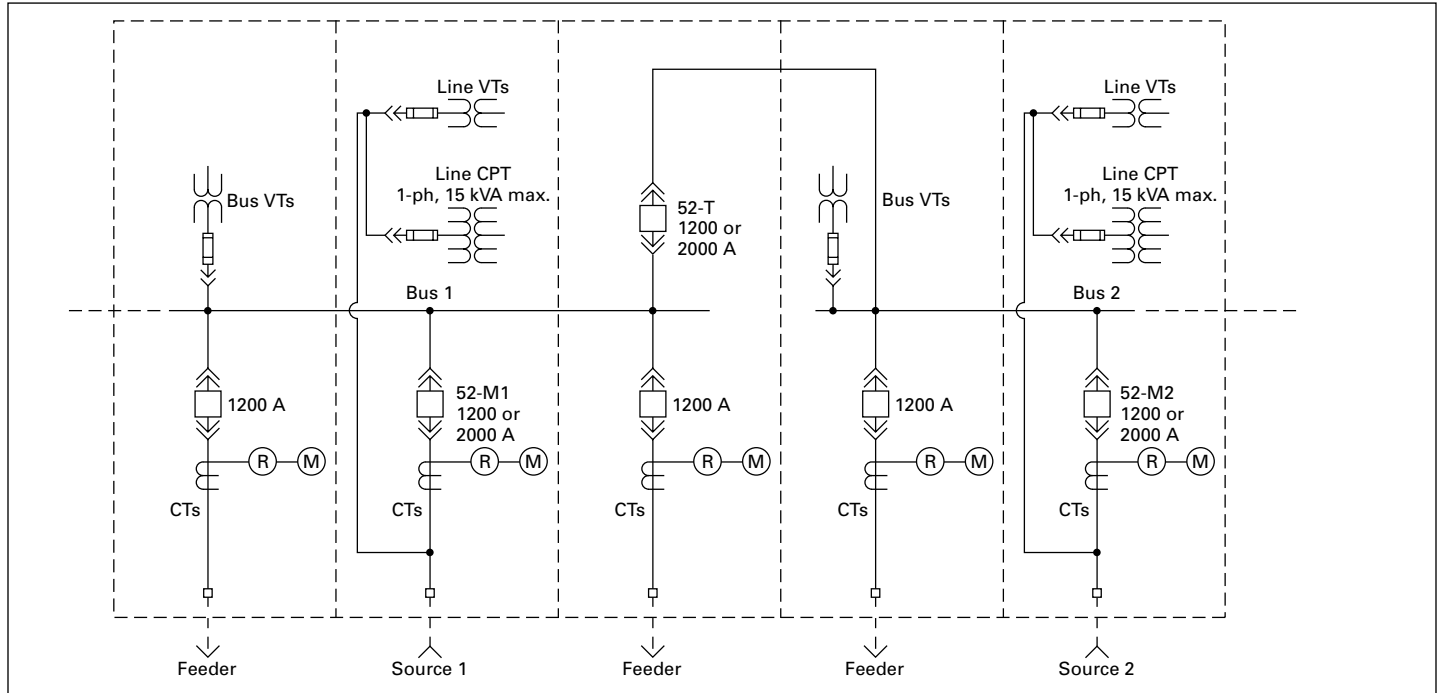 Line VTs
Line VTs
Line CPT
1-ph, 15 kVA max.
Line CPT
1-ph, 15 kVA max.
Bus VTs
52-T
1200 or
2000 A
Bus VTs
Bus 1
Bus 2
1200 A
52-M1
1200 or
2000 A
1200 A
1200 A
52-M2
1200 or
2000 A
R
M
R
M
R
M
R
M
R
M
CTs
CTs
CTs
CTs
CTs
Feeder
Source 1
Feeder
Feeder
Source 2